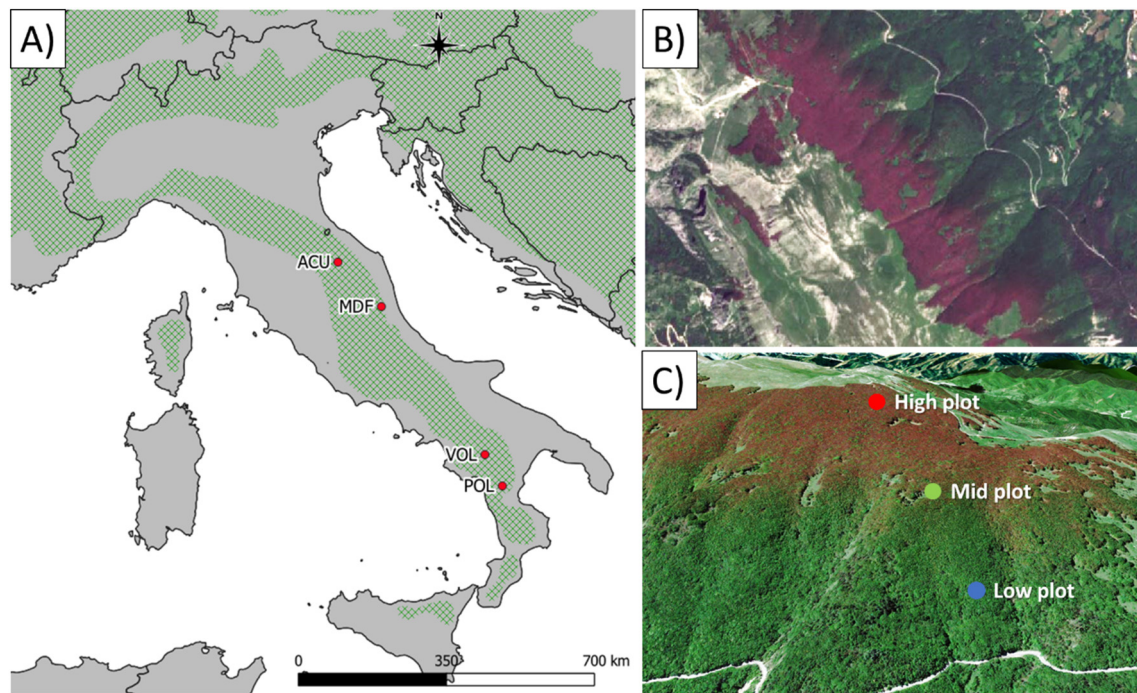 A)
N
ACU
MDF
VOL
POL
0 350 700 km
B)
C)
High plot
Mid plot
Low plot